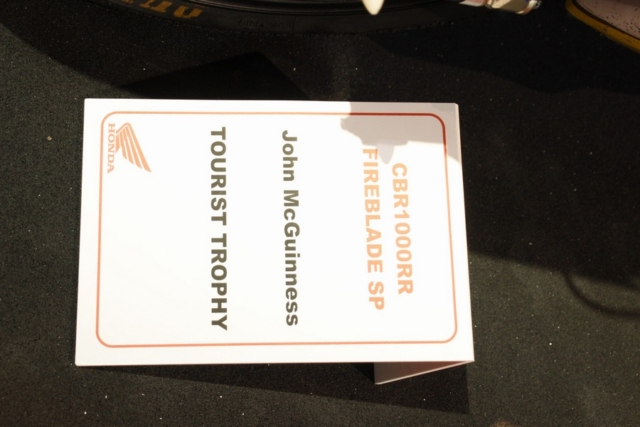 CBR1000RR
FIREBLADE SP
John McGuinness
TOURIST TROPHY
HONDA